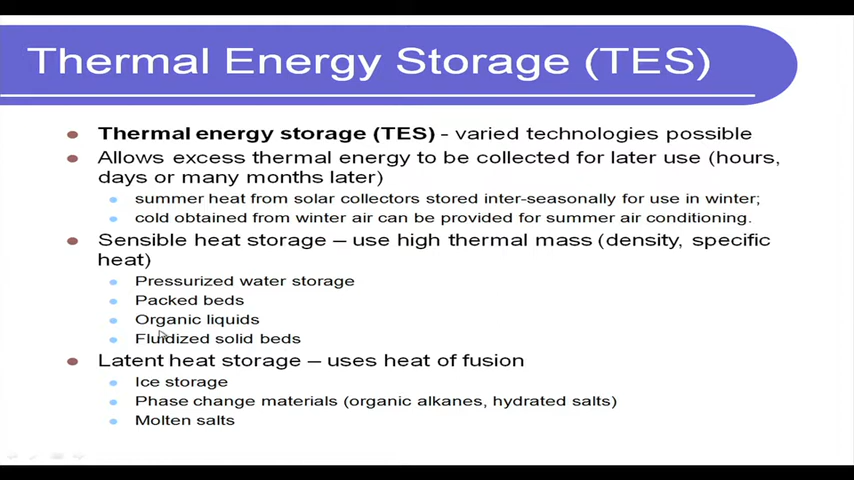 Thermal Energy Storage (TES)
Thermal energy storage (TES) - varied technologies possible
Allows excess thermal energy to be collected for later use (hours,
days or many months later)
summer heat from solar collectors stored inter-seasonally for use in winter;
cold obtained from winter air can be provided for summer air conditioning.
Sensible heat storage – use high thermal mass (density, specific
heat)
Pressurized water storage
Packed beds
Organic liquids
Fluidized solid beds
Latent heat storage – uses heat of fusion
Ice storage
Phase change materials (organic alkanes, hydrated salts)
Molten salts